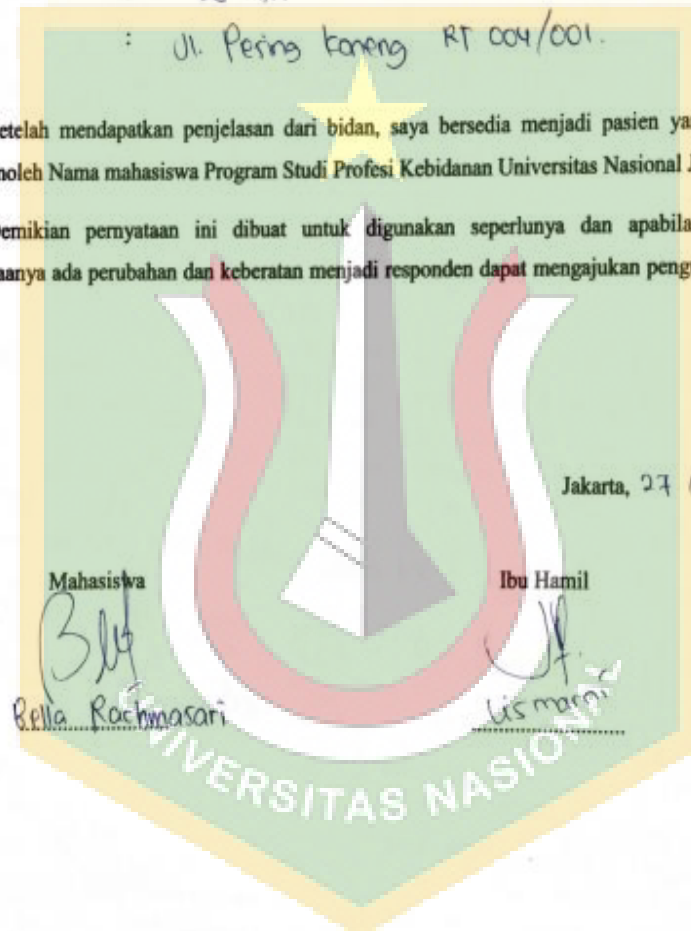 : Jl. Pering Koneng RT 004/001.
etelah mendapatkan penjelasan dari bidan, saya bersedia menjadi pasien ya
oleh Nama mahasiswa Program Studi Profesi Kebidanan Universitas Nasional J
emikian pernyataan ini dibuat untuk digunakan seperlunya dan apabila
anya ada perubahan dan keberatan menjadi responden dapat mengajukan peng
Jakarta, 27
Mahasiswa Ibu Hamil
Bella Rachmasari Lismarni
UNIVERSITAS NASIONAL